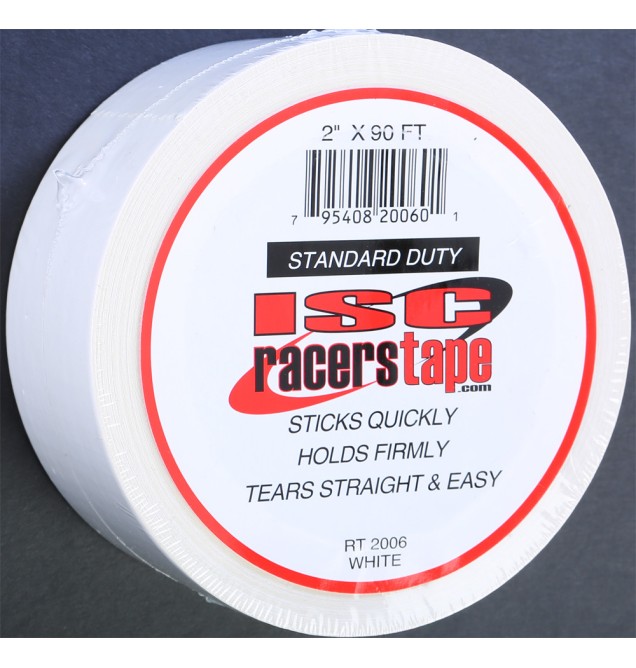 2" X 90 FT
7 95408 20060 1
STANDARD DUTY
ISC
racerstape
.com
STICKS QUICKLY
HOLDS FIRMLY
TEARS STRAIGHT & EASY
RT 2006
WHITE